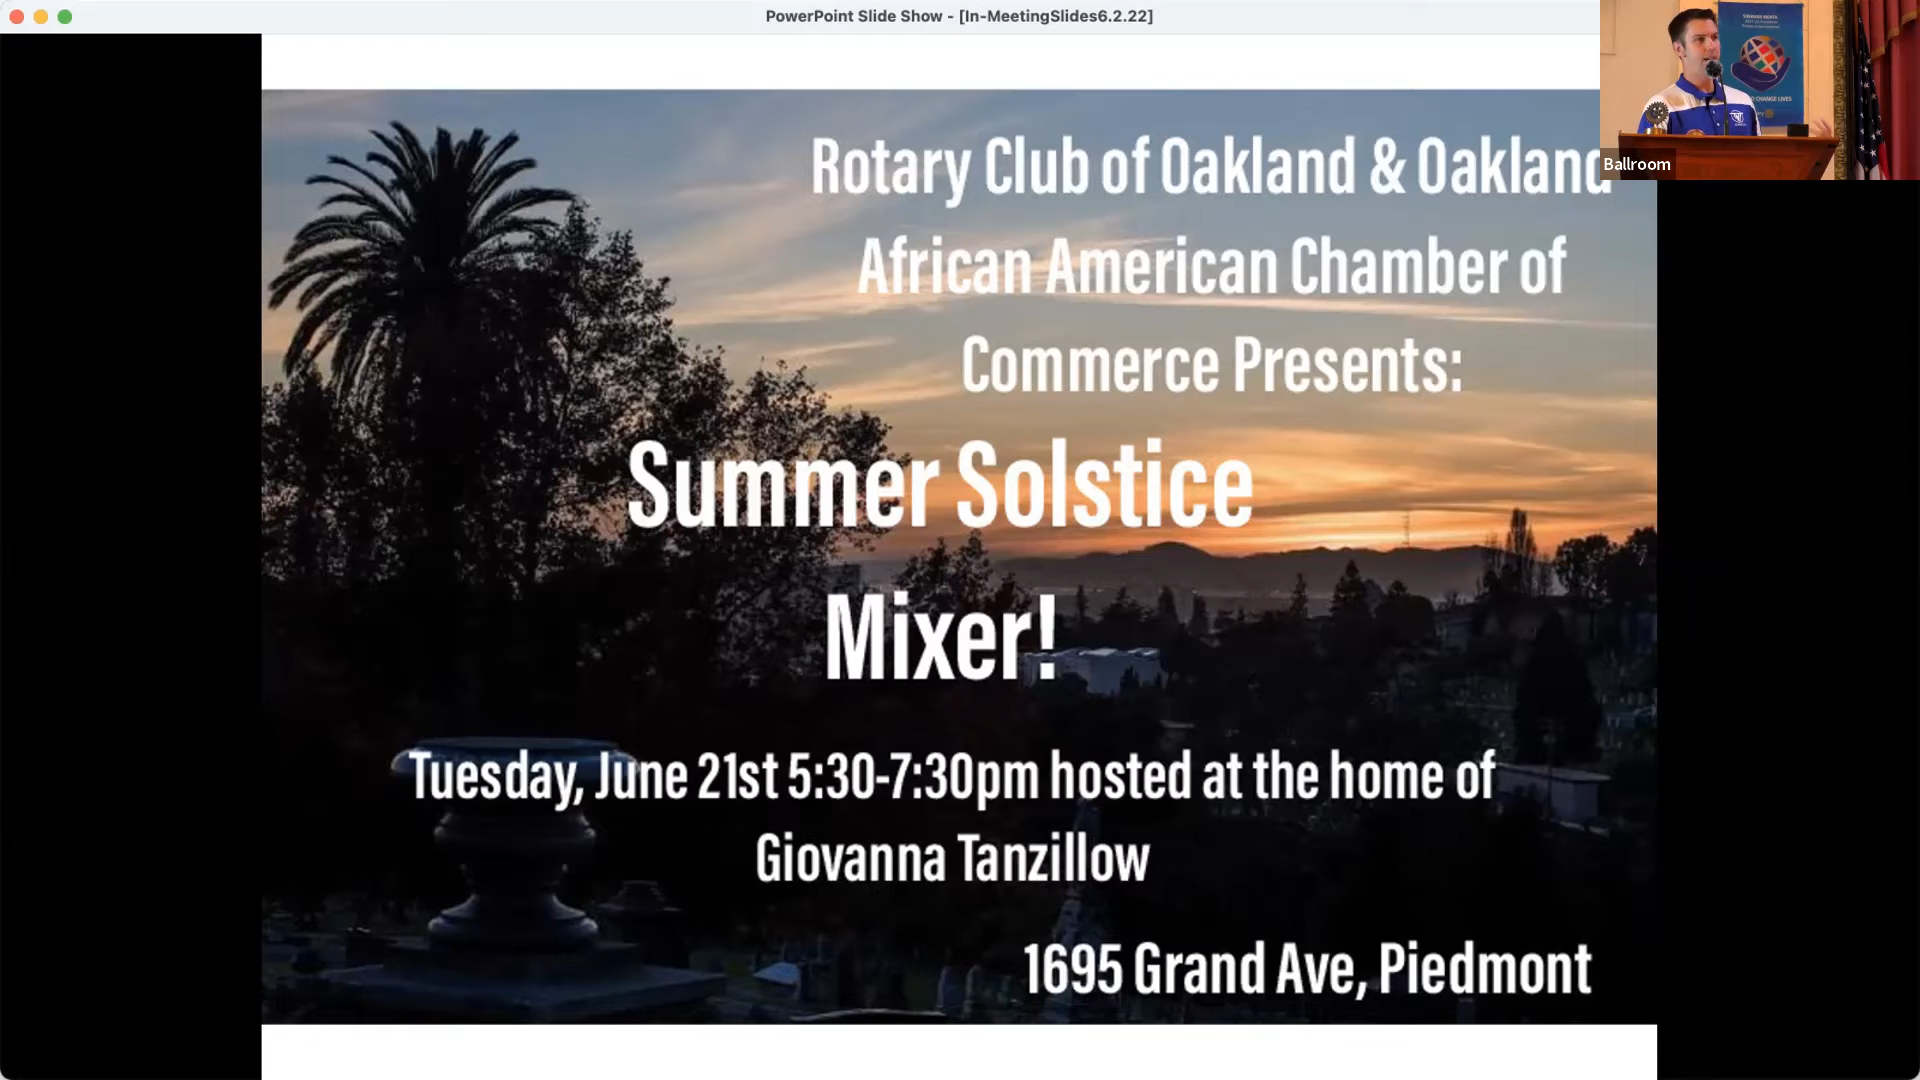 PowerPoint Slide Show - [In-MeetingSlides6.2.22]
Rotary Club of Oakland & Oakland
African American Chamber of
Commerce Presents:
Summer Solstice
Mixer!
Tuesday, June 21st 5:30-7:30pm hosted at the home of
Giovanna Tanzillow
1695 Grand Ave, Piedmont
CHANGE LIVES
Ballroom